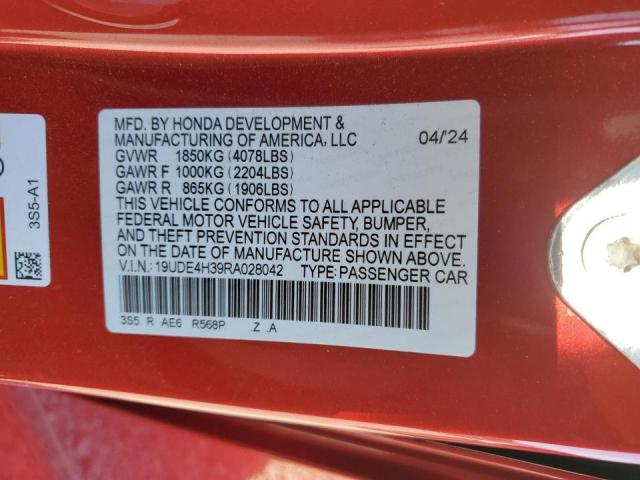 MFD. BY HONDA DEVELOPMENT &
MANUFACTURING OF AMERICA, LLC 04/'24
GVWR 1850KG (4078LBS)
GAWR F 1000KG (2204LBS)
GAWR R 865KG (1906LBS)
THIS VEHICLE CONFORMS TO ALL APPLICABLE
FEDERAL MOTOR VEHICLE SAFETY, BUMPER,
AND THEFT PREVENTION STANDARDS IN EFFECT
ON THE DATE OF MANUFACTURE SHOWN ABOVE.
V.I.N.: 19UDE4H39RA028042 TYPE: PASSENGER CAR
3S5 R AE6 R568P .Z .A
3S5-A1